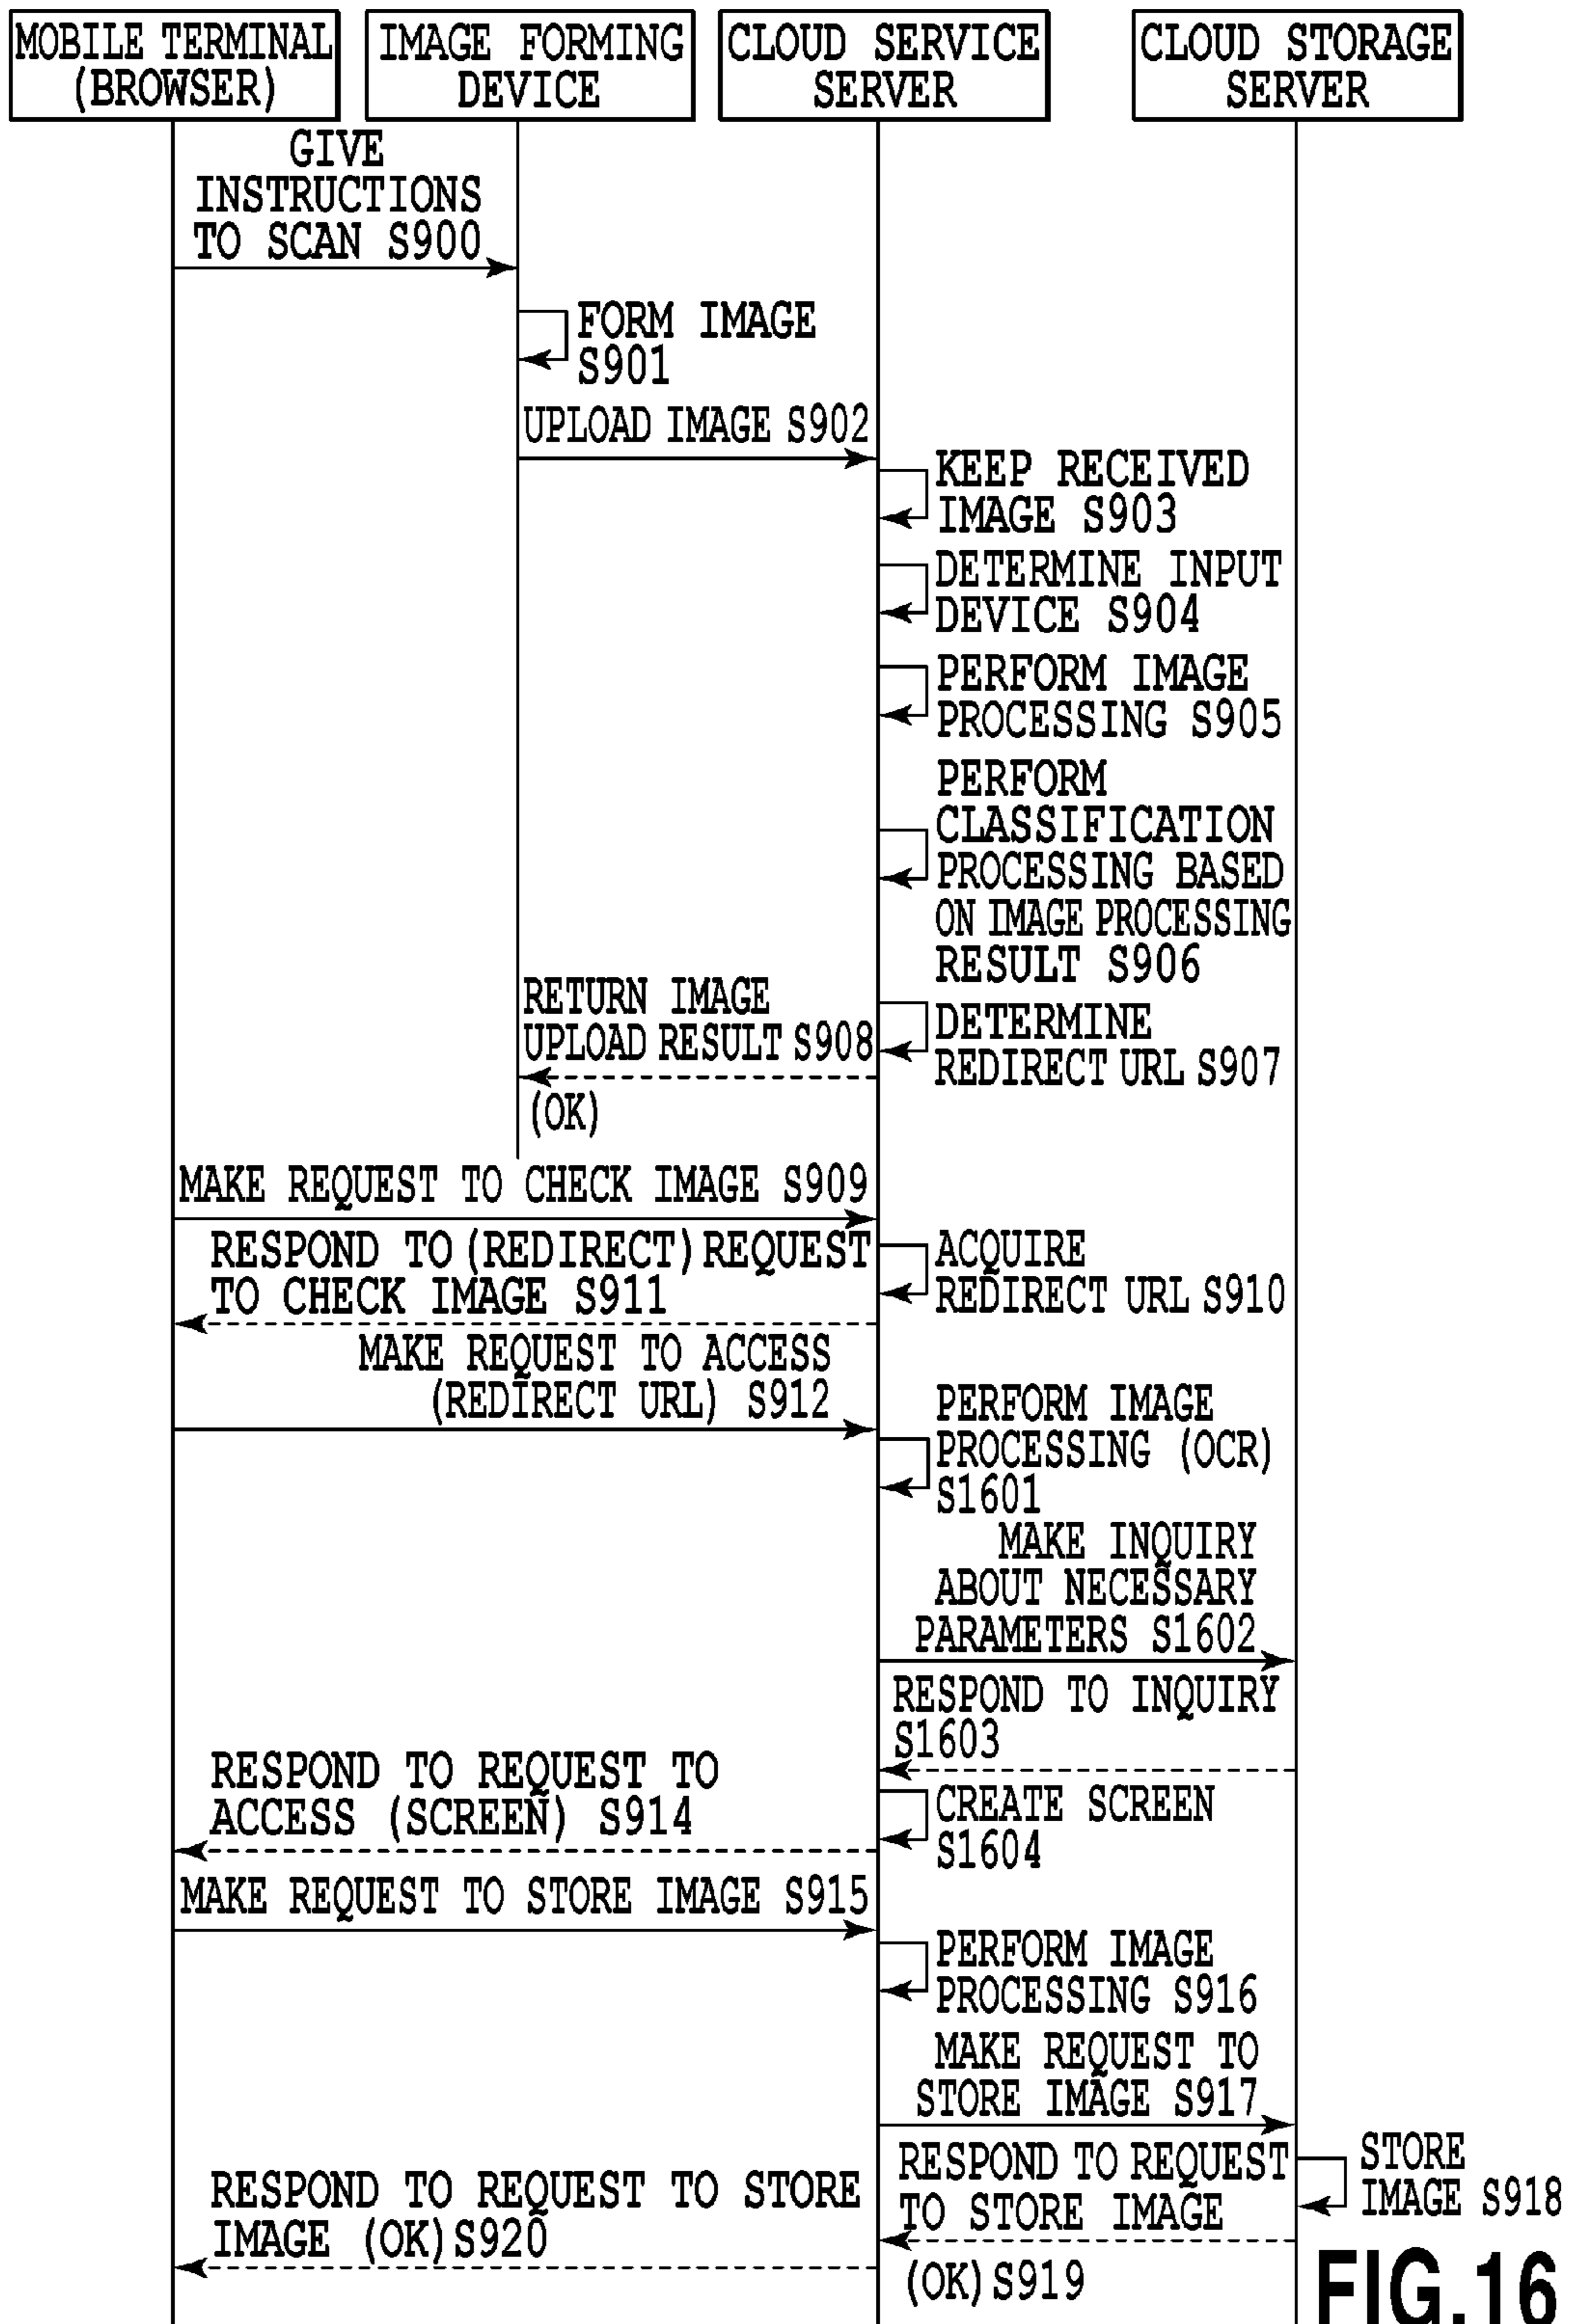 MOBILE TERMINAL
(BROWSER)
IMAGE FORMING
DEVICE
CLOUD SERVICE
SERVER
CLOUD STORAGE
SERVER
GIVE
INSTRUCTIONS
TO SCAN S900
FORM IMAGE
S901
UPLOAD IMAGE S902
KEEP RECEIVED
IMAGE S903
DETERMINE INPUT
DEVICE S904
PERFORM IMAGE
PROCESSING S905
PERFORM
CLASSIFICATION
PROCESSING BASED
ON IMAGE PROCESSING
RESULT S906
RETURN IMAGE
UPLOAD RESULT S908
(OK)
DETERMINE
REDIRECT URL S907
MAKE REQUEST TO CHECK IMAGE S909
RESPOND TO (REDIRECT) REQUEST
TO CHECK IMAGE S911
ACQUIRE
REDIRECT URL S910
MAKE REQUEST TO ACCESS
(REDIRECT URL) S912
PERFORM IMAGE
PROCESSING (OCR)
S1601
MAKE INQUIRY
ABOUT NECESSARY
PARAMETERS S1602
RESPOND TO INQUIRY
S1603
RESPOND TO REQUEST TO
ACCESS (SCREEN) S914
CREATE SCREEN
S1604
MAKE REQUEST TO STORE IMAGE S915
PERFORM IMAGE
PROCESSING S916
MAKE REQUEST TO
STORE IMAGE S917
STORE
IMAGE S918
RESPOND TO REQUEST
TO STORE IMAGE
(OK) S919
RESPOND TO REQUEST TO STORE
IMAGE (OK) S920
FIG.16